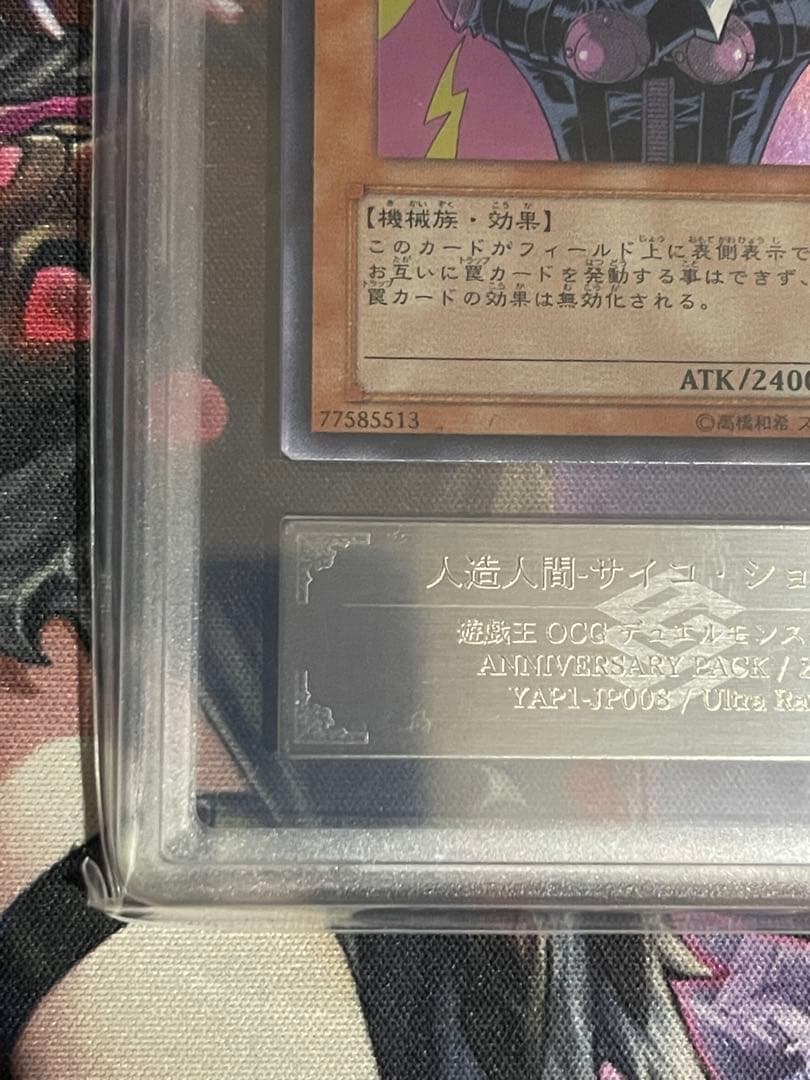 【機械族・効果】
このカードがフィールド上に表側表示で
お互いに罠カードを発動する事はできず、
罠カードの効果は無効化される。
ATK/2400
77585513
©高橋和希 ス
人造人間-サイコ・ショ
遊戯王 OCG デュエルモンス
ANNIVERSARY PACK /
YAP1-JP008 / Ultra Ra